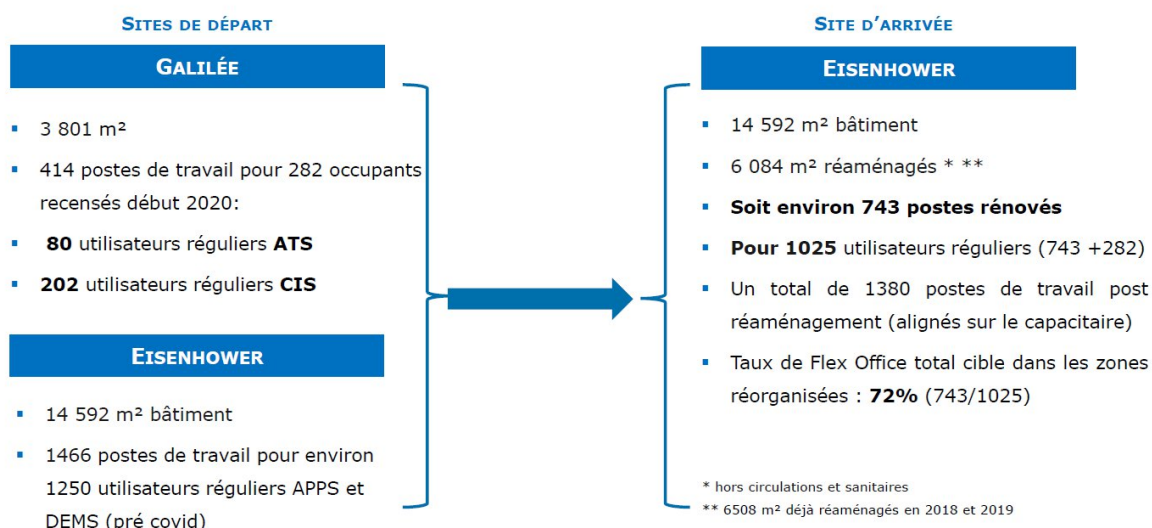 SITES DE DÉPART
GALILÉE
▪ 3 801 m²
▪ 414 postes de travail pour 282 occupants
recensés début 2020:
▪ 80 utilisateurs réguliers ATS
▪ 202 utilisateurs réguliers CIS
EISENHOWER
▪ 14 592 m² bâtiment
▪ 1466 postes de travail pour environ
1250 utilisateurs réguliers APPS et
DEMS (pré covid)
SITE D'ARRIVÉE
EISENHOWER
▪ 14 592 m² bâtiment
▪ 6 084 m² réaménagés * **
▪ Soit environ 743 postes rénovés
▪ Pour 1025 utilisateurs réguliers (743 +282)
▪ Un total de 1380 postes de travail post
réaménagement (alignés sur le capacitaire)
▪ Taux de Flex Office total cible dans les zones
réorganisées : 72% (743/1025)
* hors circulations et sanitaires
** 6508 m² déjà réaménagés en 2018 et 2019